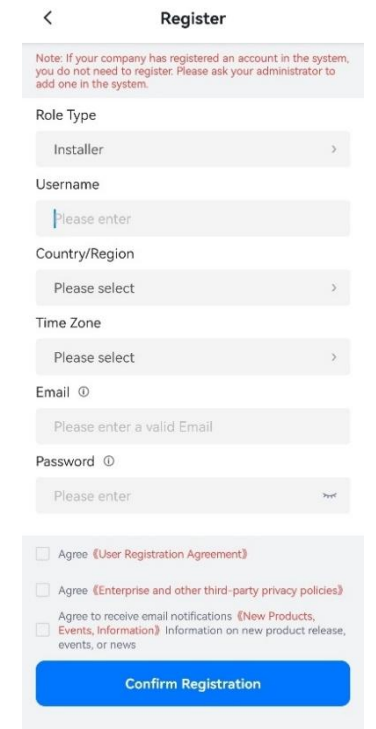 Register
Note: If your company has registered an account in the system,
you do not need to register. Please ask your administrator to
add one in the system.
Role Type
Installer
Username
Please enter
Country/Region
Please select
Time Zone
Please select
Email
Please enter a valid Email
Password
Please enter
Agree 《User Registration Agreement》
Agree 《Enterprise and other third-party privacy policies》
Agree to receive email notifications 《New Products,
Events, Information》 Information on new product release,
events, or news
Confirm Registration